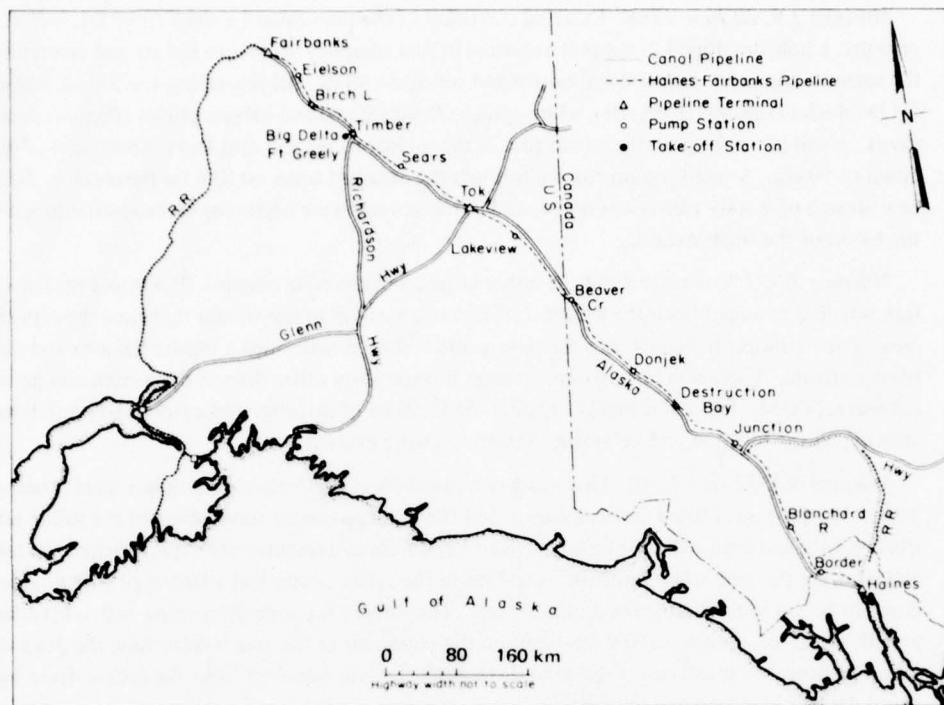 Fairbanks
Eielson
Birch
Timber
Big Delta
Ft Greely
Sears
Tok
Lakeview
R.R.
Richardson
Hwy
Glenn
Hwy
Canada
U S
Beaver
Cr
Donjek
Alaska
Destruction
Bay
Junction
Hwy
Blanchard
R
R R
Border
Haines
Canol Pipeline
Haines-Fairbanks Pipeline
Pipeline Terminal
Pump Station
Take-off Station
N
Gulf of Alaska
0 80 160 km
Highway width not to scale